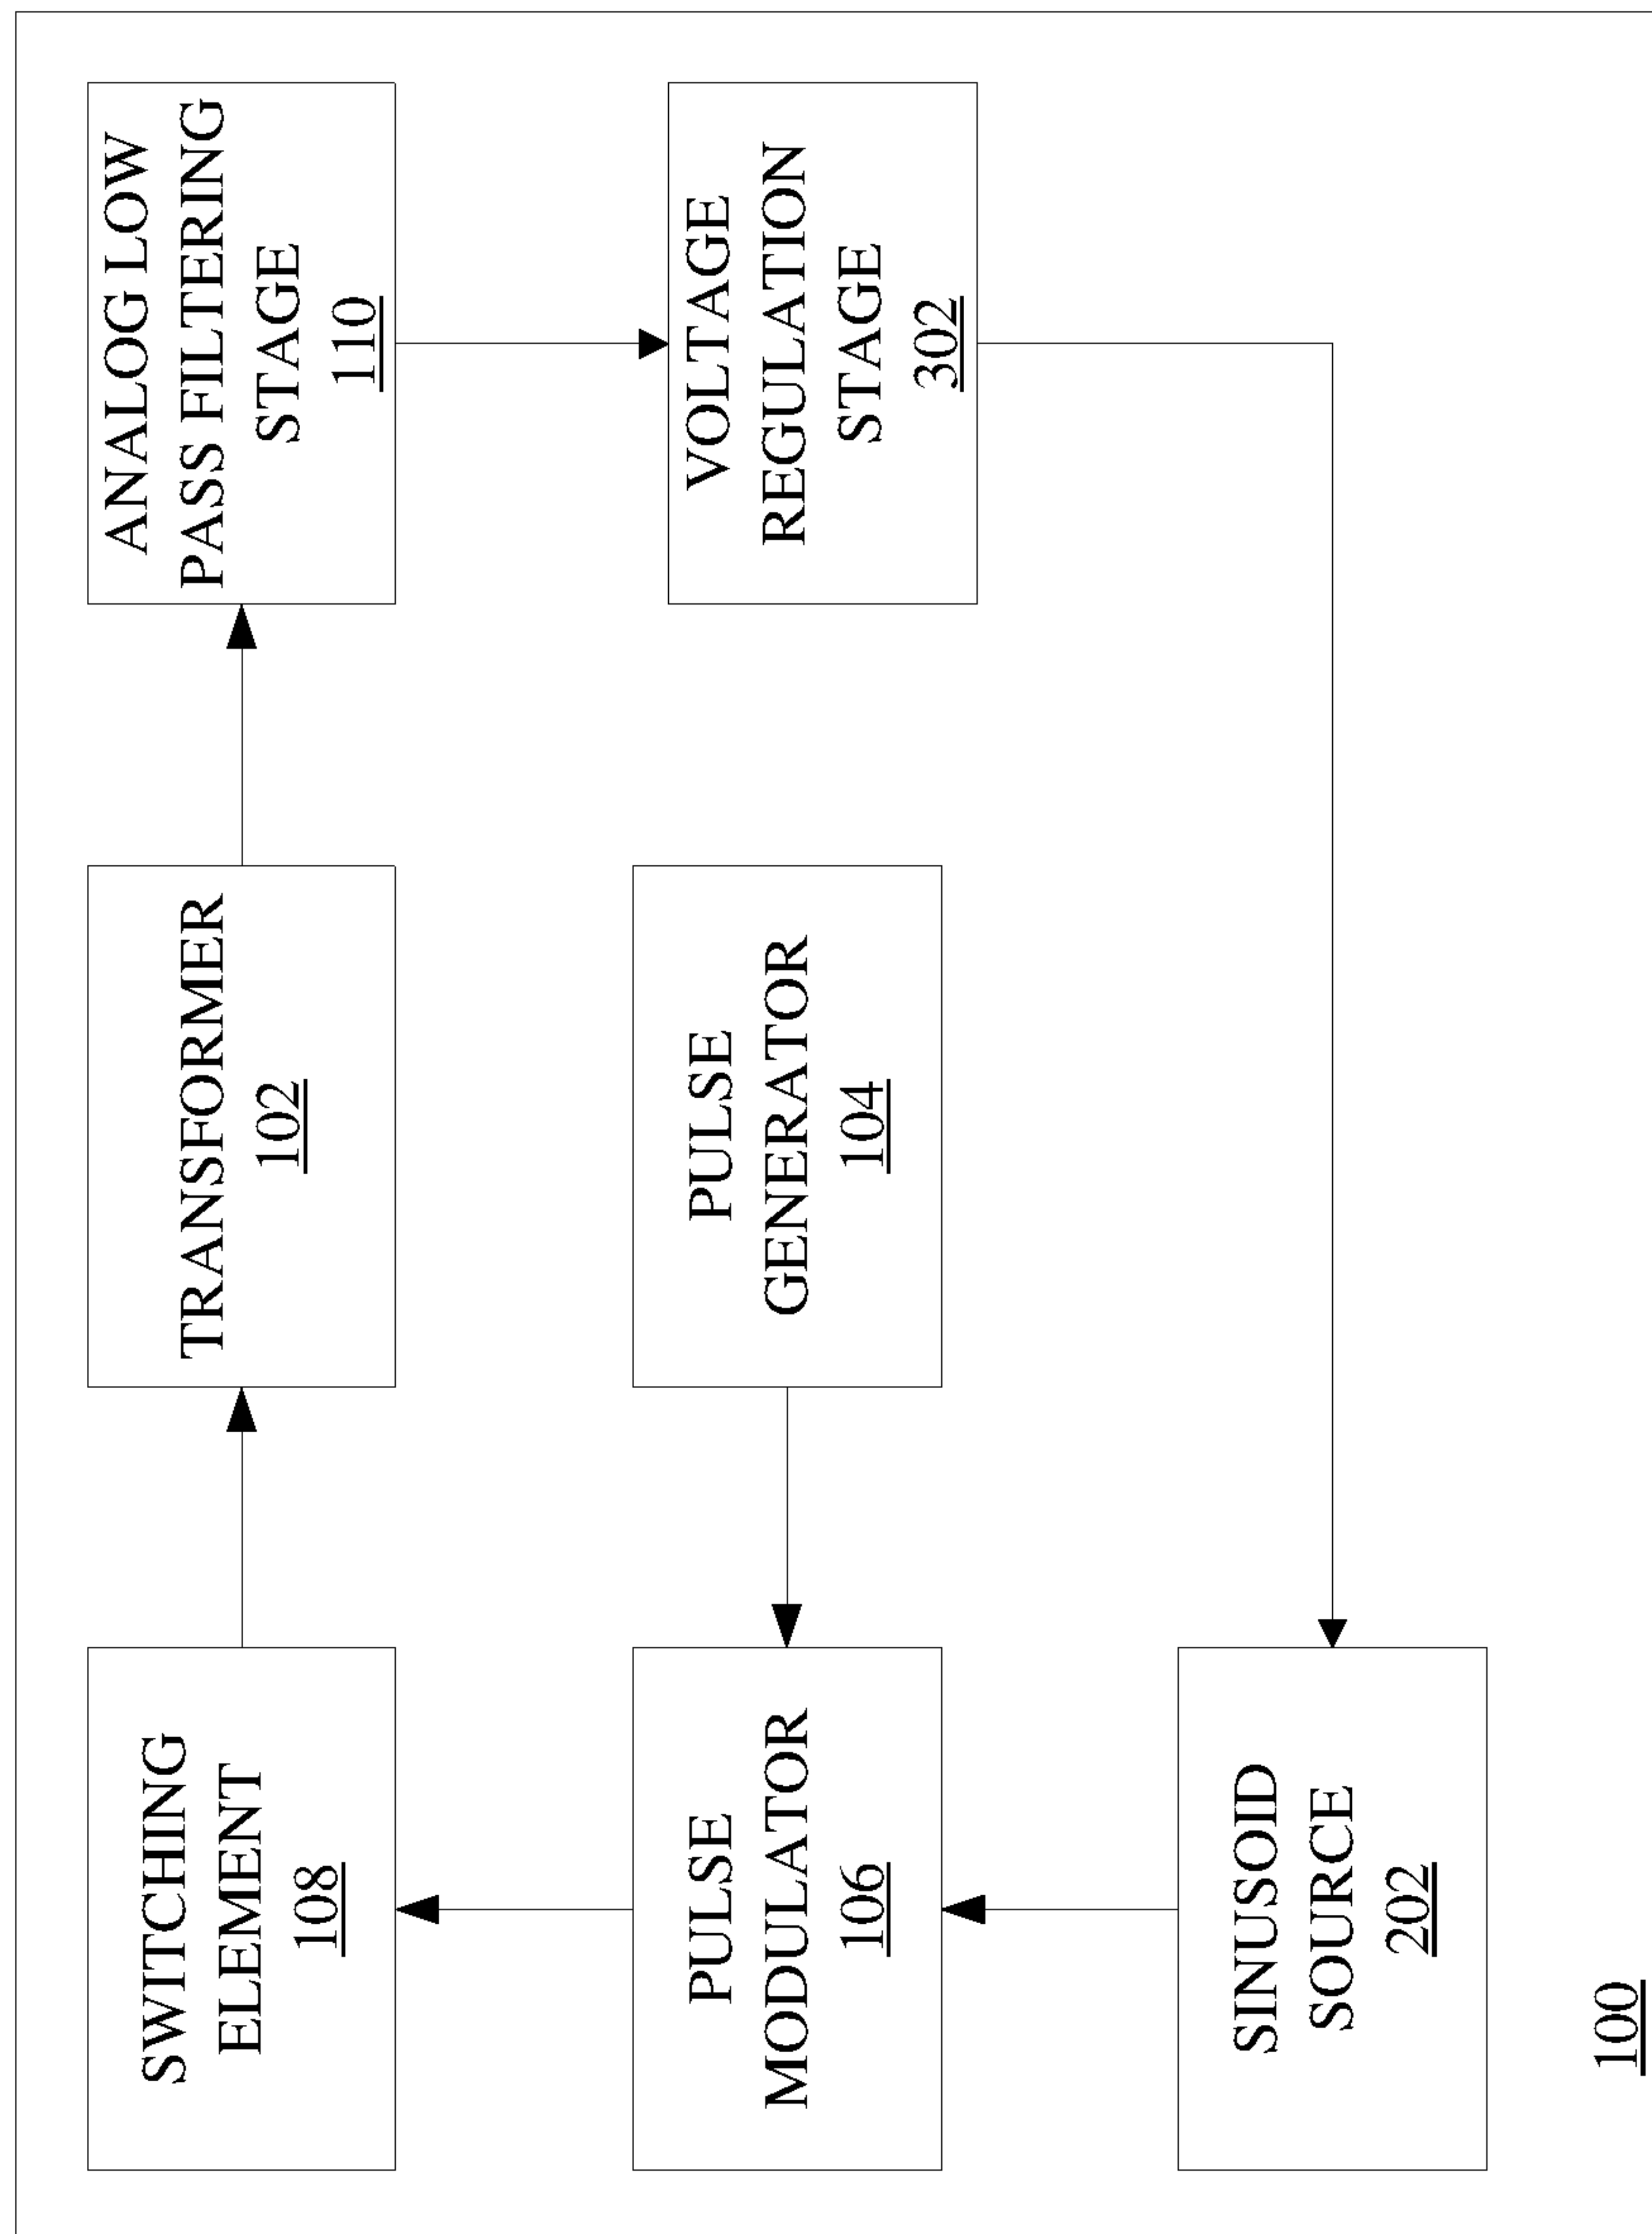 SWITCHING
ELEMENT
108
TRANSFORMER
102
ANALOG LOW
PASS FILTERING
STAGE
110
PULSE
MODULATOR
106
PULSE
GENERATOR
104
VOLTAGE
REGULATION
STAGE
302
SINUSOID
SOURCE
202
100